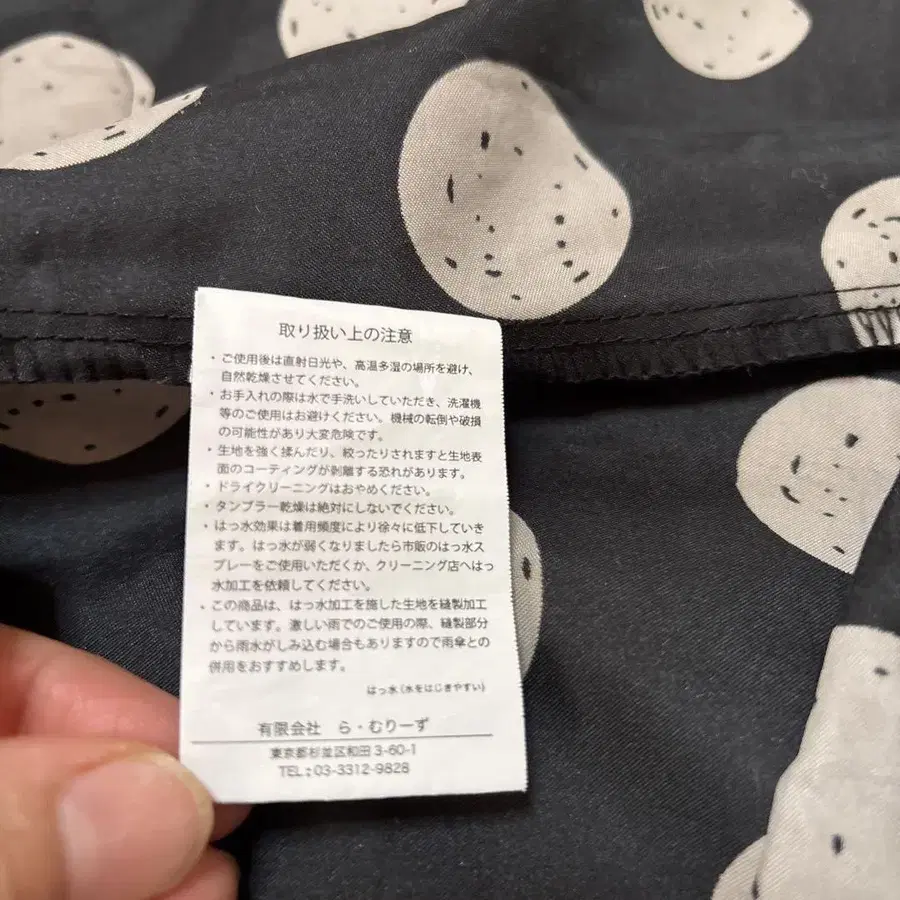 取り扱い上の注意
・ご使用後は直射日光や、高温多湿の場所を避け、
自然乾燥させてください。
・お手入れの際は水で手洗いしていただき、洗濯機
等のご使用はお避けください。機械の転倒や破損
の可能性があり大変危険です。
・生地を強く揉んだり、絞ったりされますと生地表
面のコーティングが剥離する恐れがあります。
・ドライクリーニングはおやめください。
・タンブラー乾燥は絶対にしないでください。
・はっ水効果は着用頻度により徐々に低下していき
ます。はっ水が弱くなりましたら市販のはっ水ス
プレーをご使用いただくか、クリーニング店へはっ
水加工を依頼してください。
・この商品は、はっ水加工を施した生地を縫製加工
しています。激しい雨でのご使用の際、縫製部分
から雨水がしみ込む場合もありますので雨傘との
併用をおすすめします。
はっ水（水をはじきやすい）
有限会社 ら・むりーず
東京都杉並区和田 3-60-1
TEL:03-3312-9828